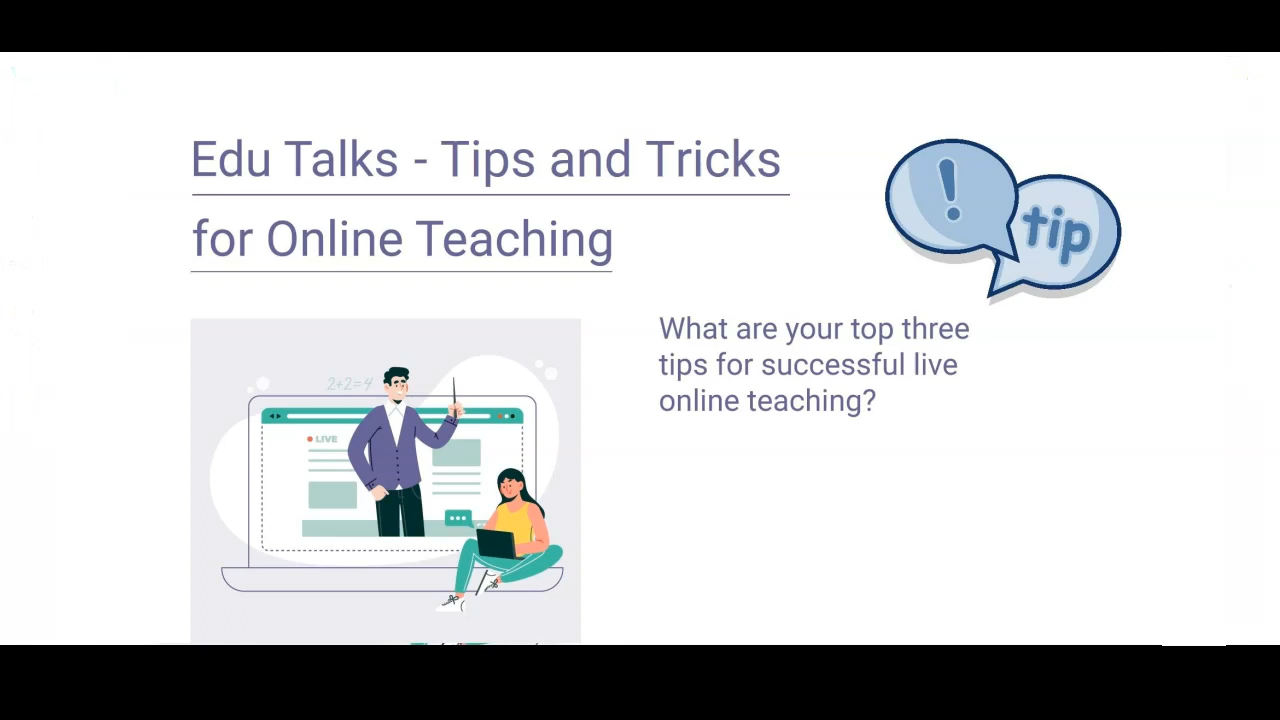 Edu Talks - Tips and Tricks
for Online Teaching
!
tip
What are your top three
tips for successful live
online teaching?
2+2=4
LIVE